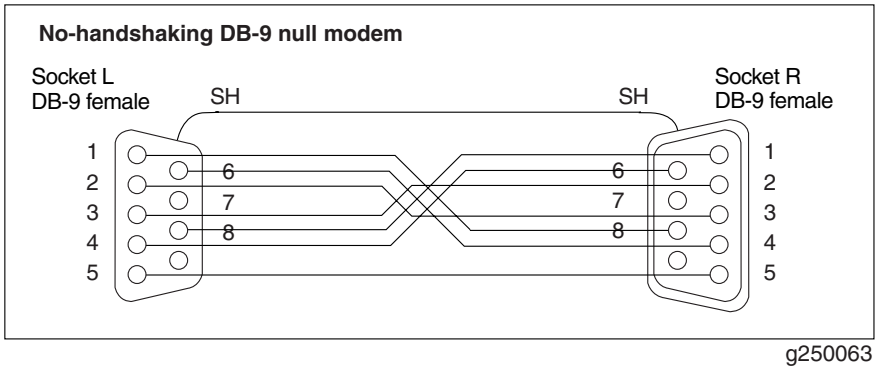 No-handshaking DB-9 null modem
Socket L
DB-9 female
SH
SH
Socket R
DB-9 female
1
2
3
4
5
6
7
8
6
7
8
1
2
3
4
5
g250063